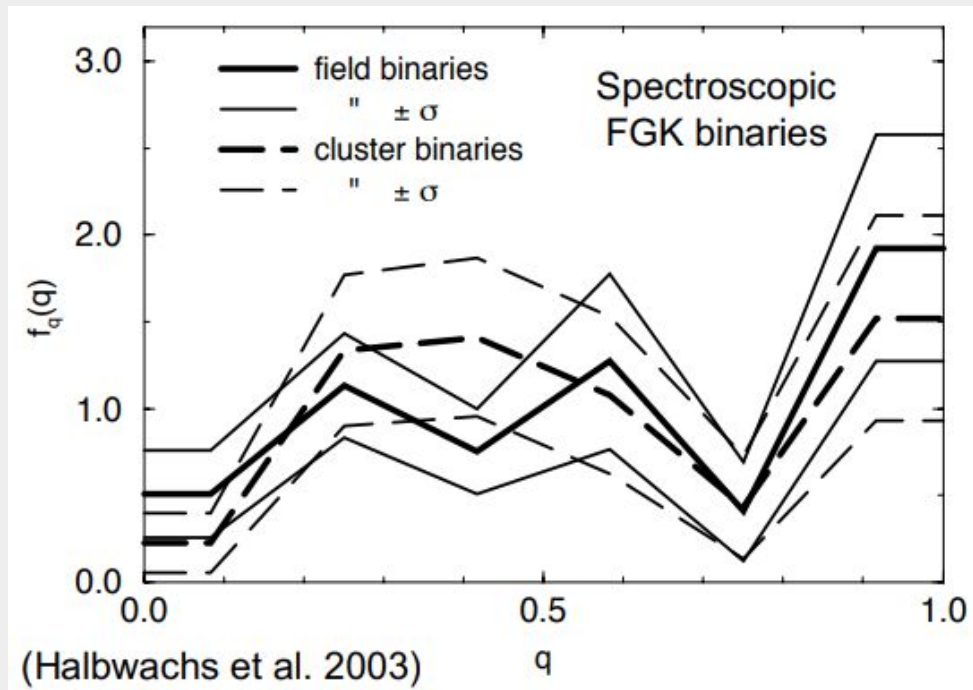 3.0
2.0
1.0
0.0
f_q(q)
field binaries
" ± σ
cluster binaries
" ± σ
Spectroscopic
FGK binaries
0.0 0.5 1.0
q
(Halbwachs et al. 2003)